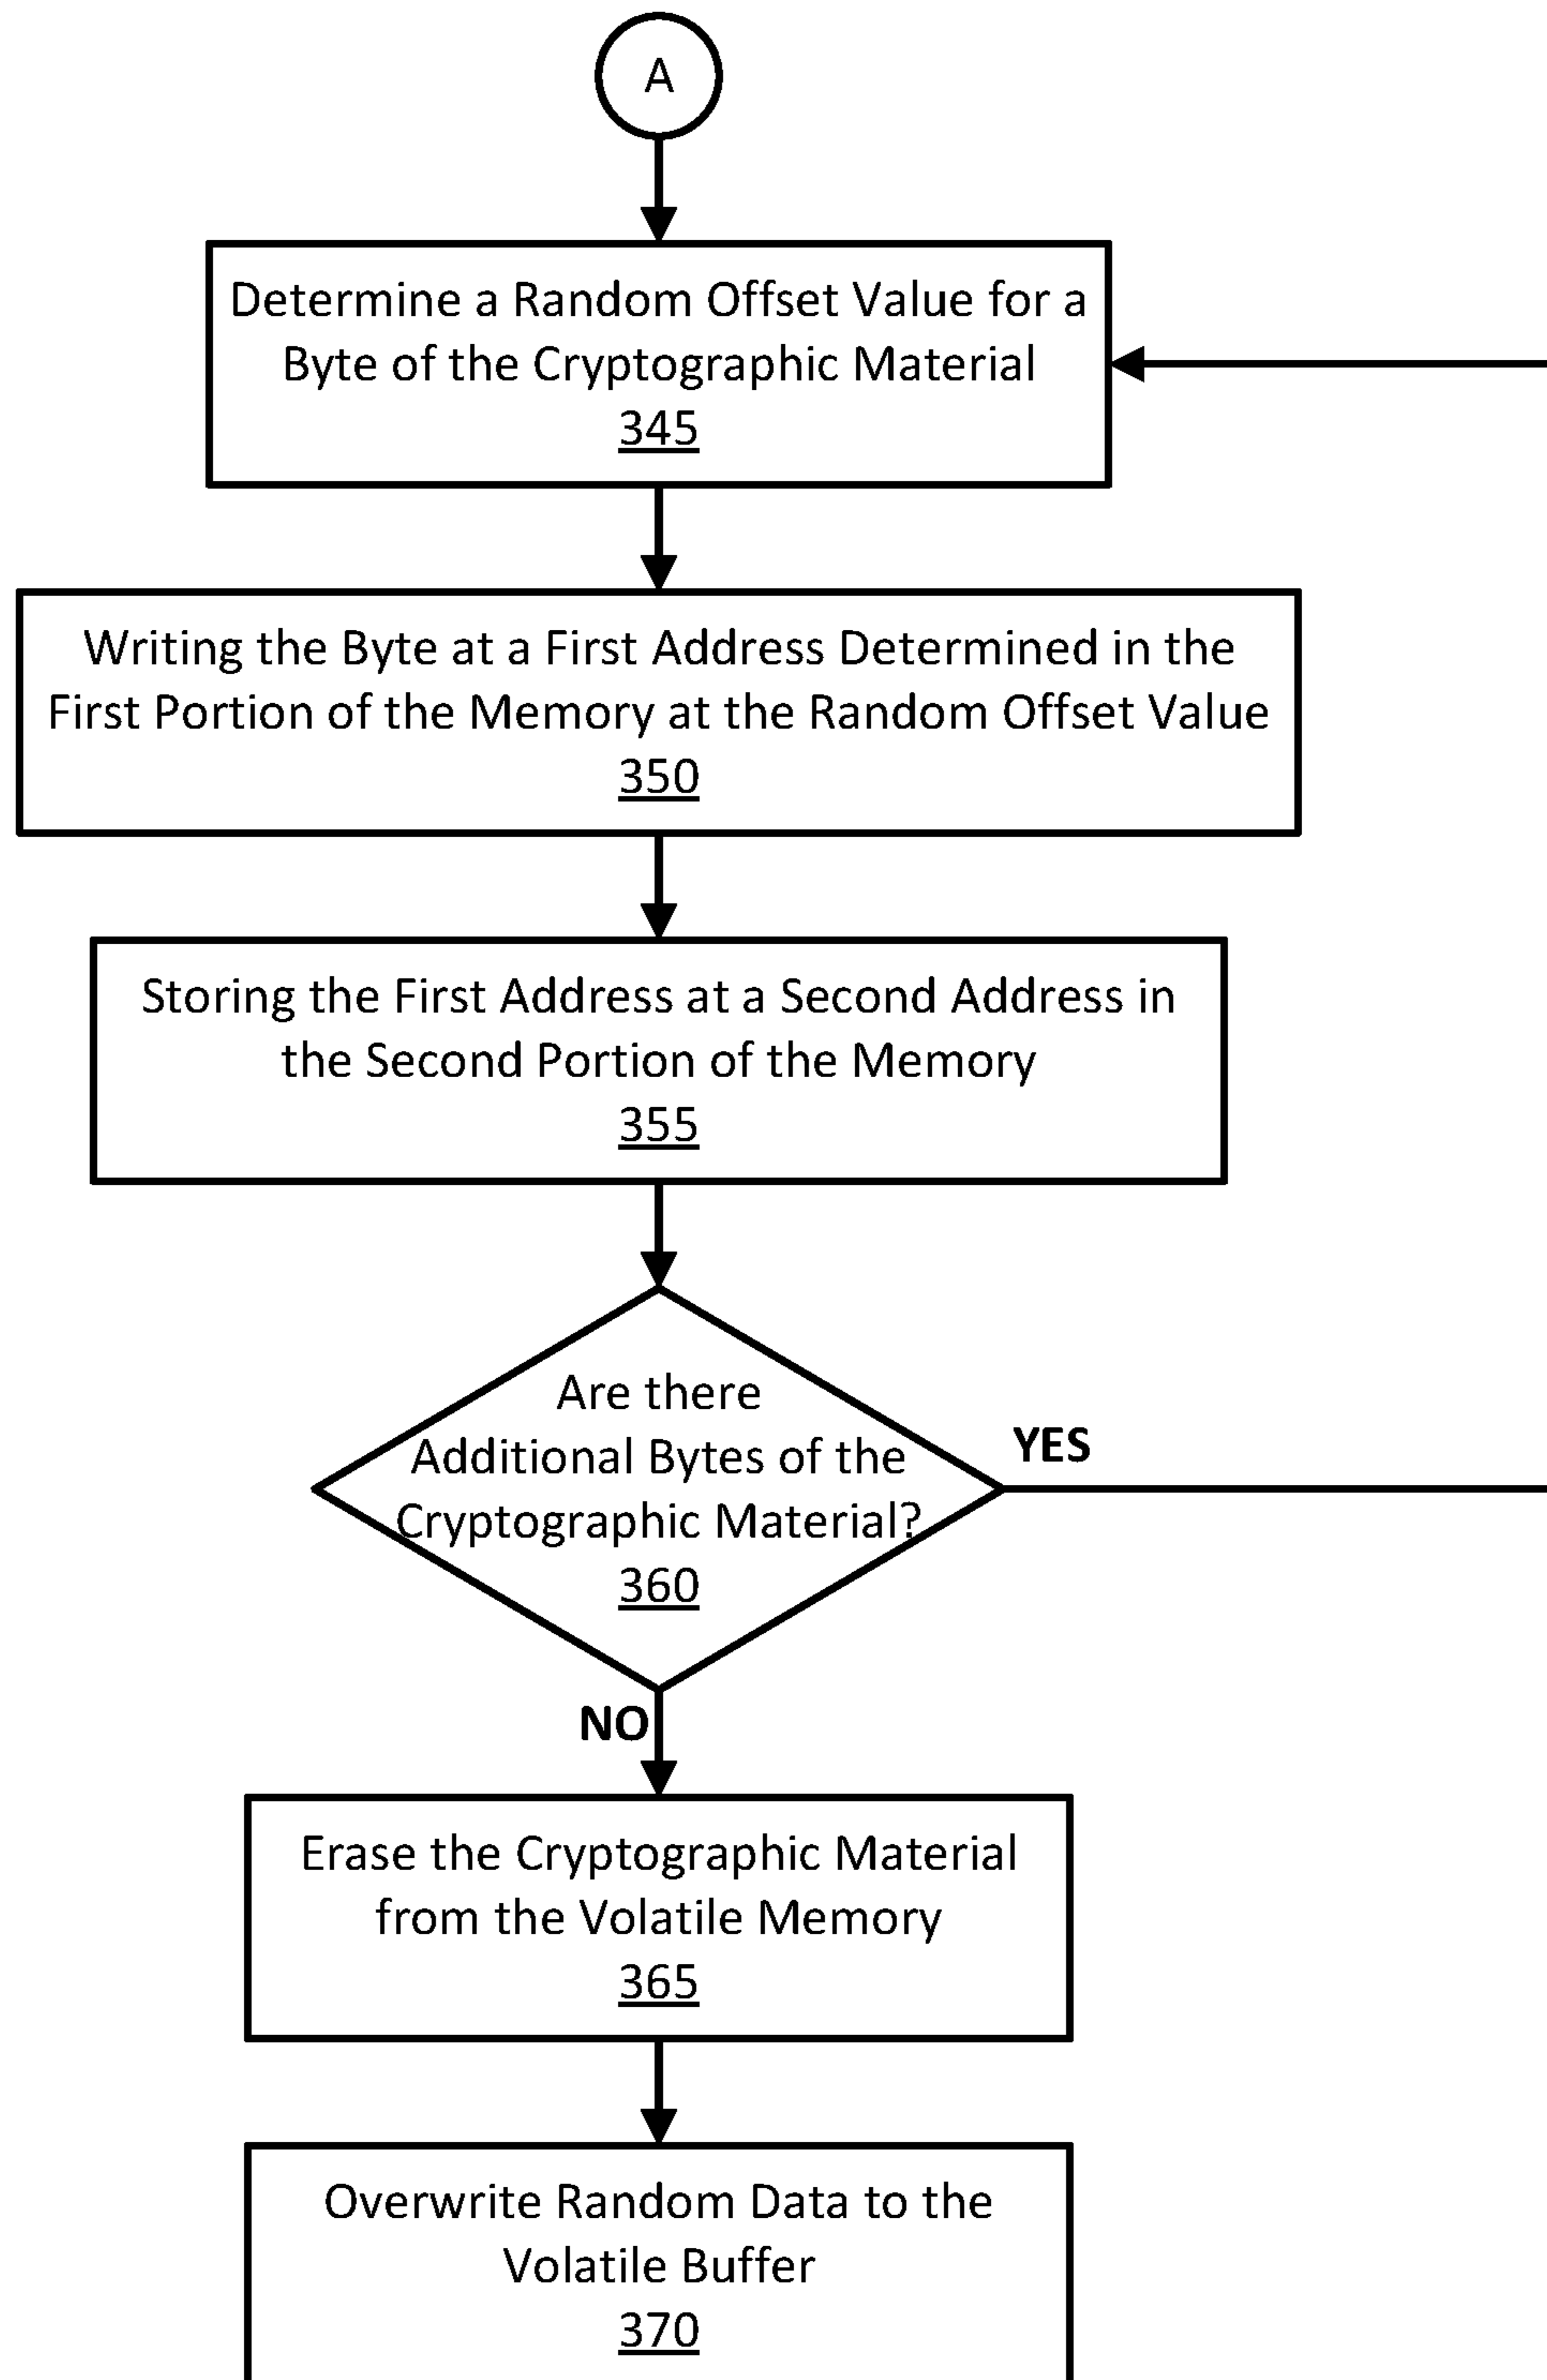 A
Determine a Random Offset Value for a
Byte of the Cryptographic Material
345
Writing the Byte at a First Address Determined in the
First Portion of the Memory at the Random Offset Value
350
Storing the First Address at a Second Address in
the Second Portion of the Memory
355
Are there
Additional Bytes of the
Cryptographic Material?
360
YES
NO
Erase the Cryptographic Material
from the Volatile Memory
365
Overwrite Random Data to the
Volatile Buffer
370